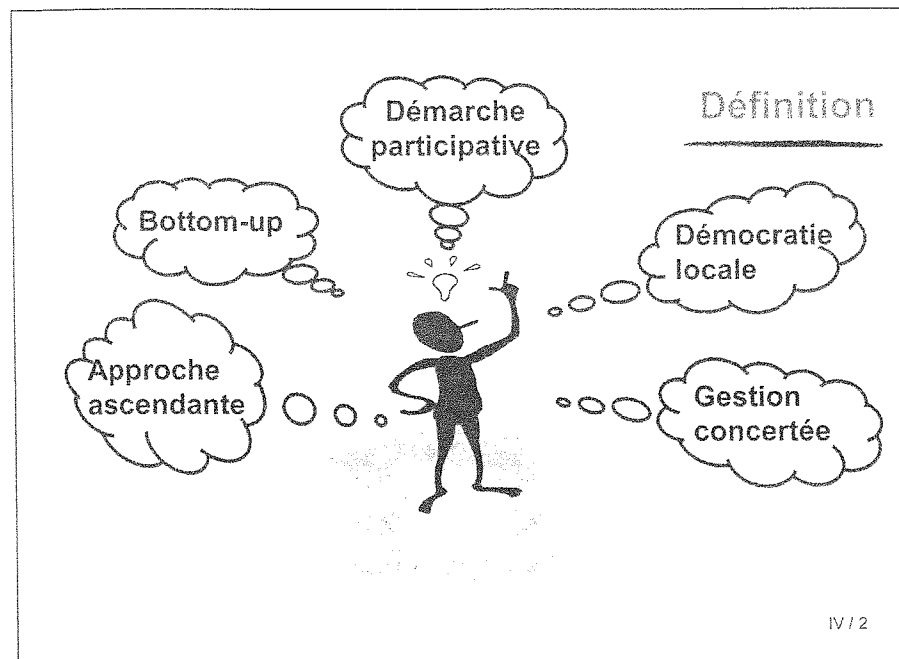 Définition
Démarche
participative
Bottom-up
Démocratie
locale
Approche
ascendante
Gestion
concertée
IV / 2